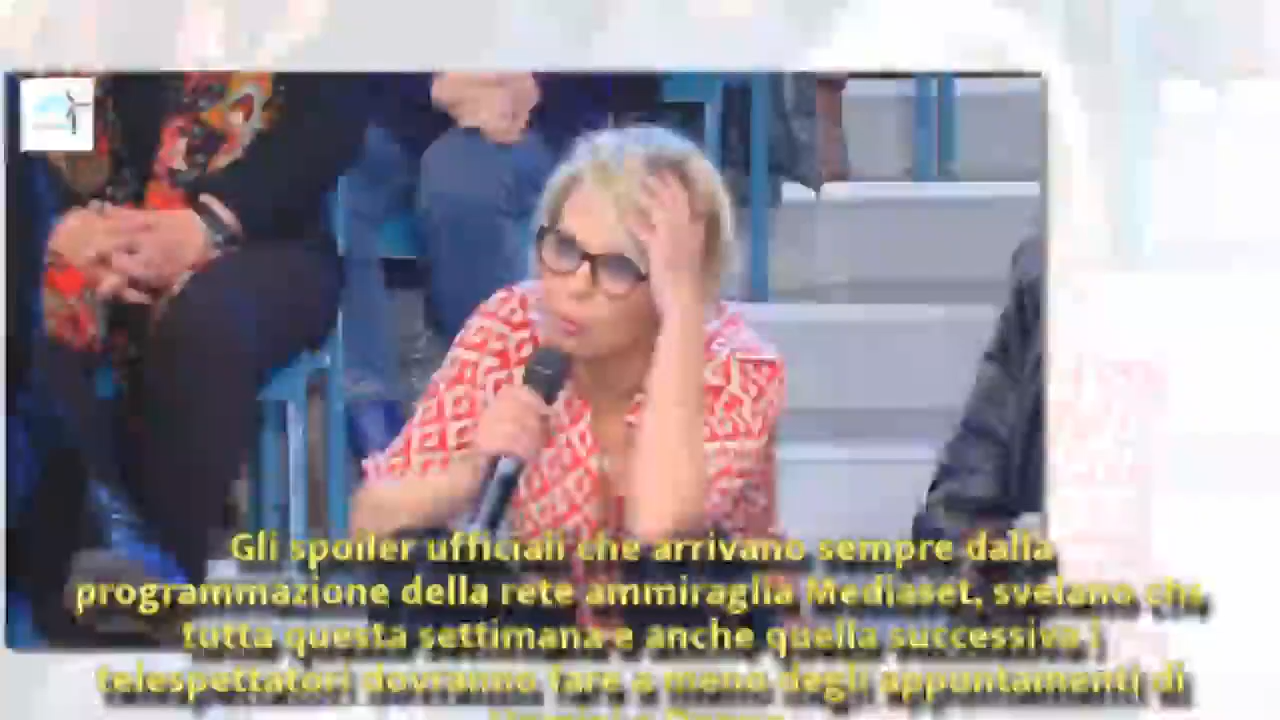 Gli spoiler ufficiali che arrivano sempre dalla
programmazione della rete ammiraglia Mediaset, svelano che
tutta questa settimana e anche quella successiva i
telespettatori dovranno fare a meno degli appuntamenti di